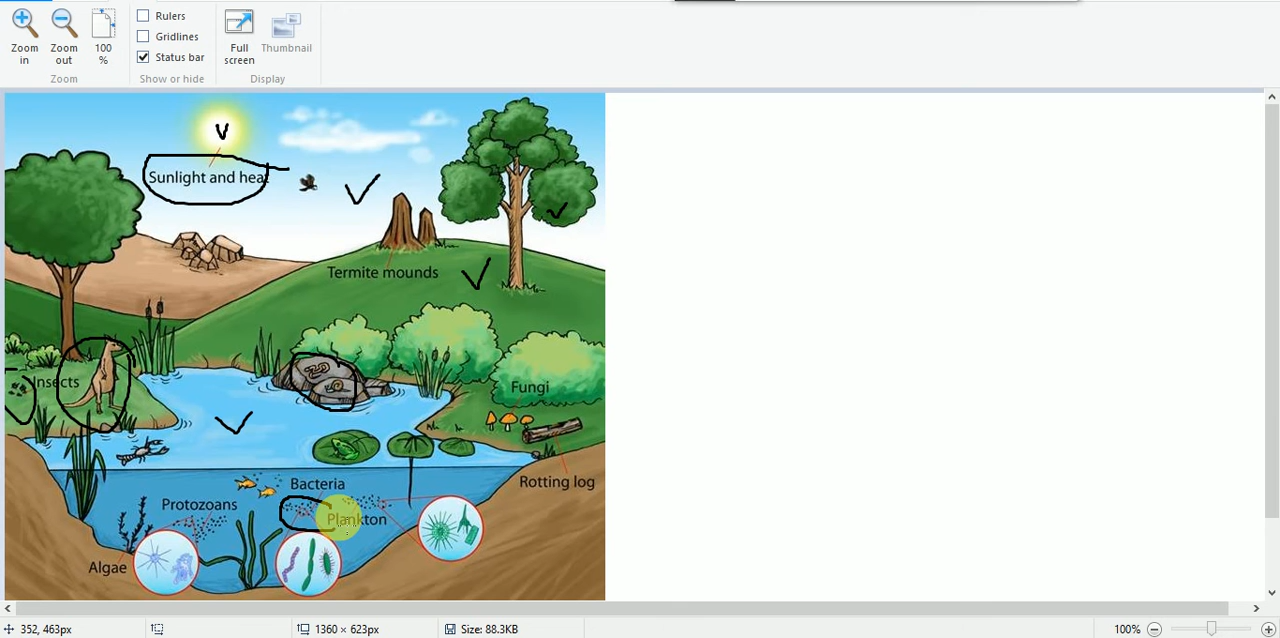 Zoom in
Zoom out
100 %
Rulers
Gridlines
Status bar
Full screen
Thumbnail
Zoom
Show or hide
Display
V
Sunlight and heat
Termite mounds
Insects
Fungi
Rotting log
Bacteria
Protozoans
Plankton
Algae
352, 463px
1360 × 623px
Size: 88.3KB
100%